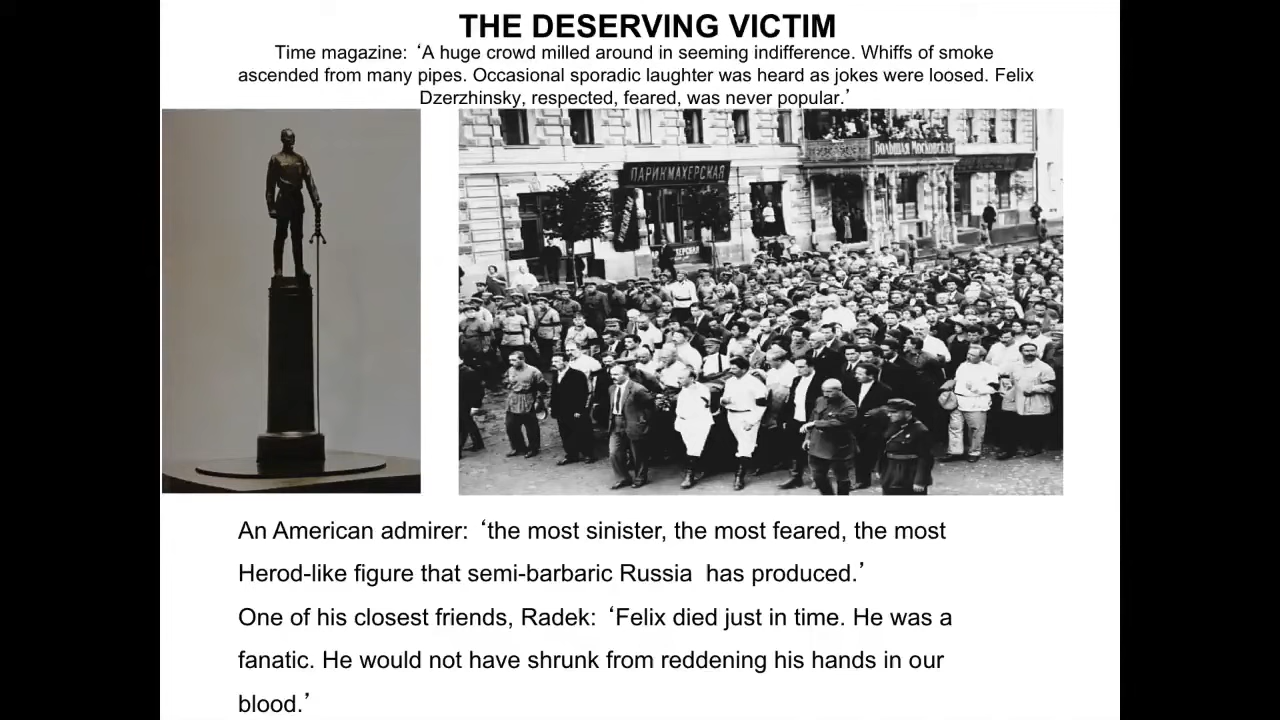 THE DESERVING VICTIM
Time magazine: ‘A huge crowd milled around in seeming indifference. Whiffs of smoke
ascended from many pipes. Occasional sporadic laughter was heard as jokes were loosed. Felix
Dzerzhinsky, respected, feared, was never popular.’
Большая Московская
ПАРИКМАХЕРСКАЯ
An American admirer: ‘the most sinister, the most feared, the most
Herod-like figure that semi-barbaric Russia has produced.’
One of his closest friends, Radek: ‘Felix died just in time. He was a
fanatic. He would not have shrunk from reddening his hands in our
blood.’